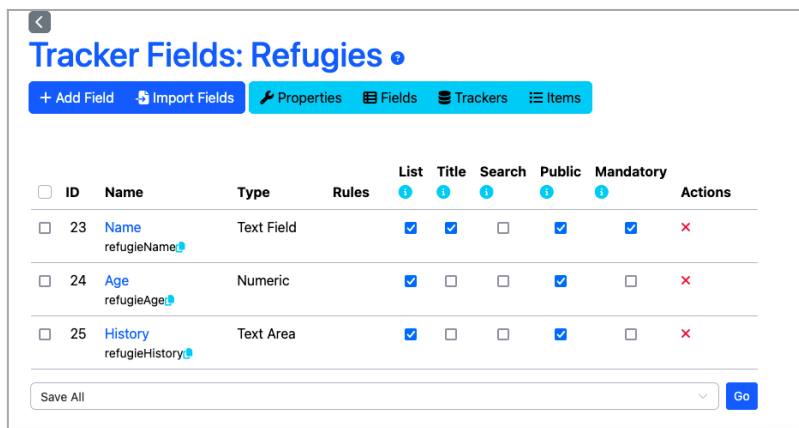 Tracker Fields: Refugies
+ Add Field Import Fields Properties Fields Trackers Items
ID Name Type Rules List Title Search Public Mandatory Actions
23 Name Text Field
refugieName
24 Age Numeric
refugieAge
25 History Text Area
refugieHistory
Save All Go